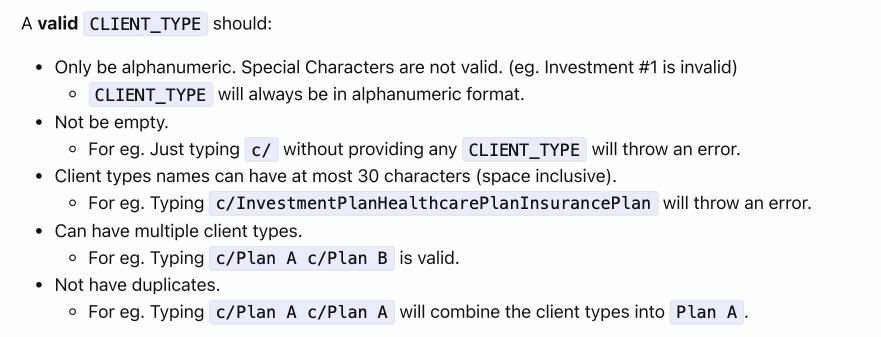 A valid CLIENT_TYPE should:
• Only be alphanumeric. Special Characters are not valid. (eg. Investment #1 is invalid)
◦ CLIENT_TYPE will always be in alphanumeric format.
• Not be empty.
◦ For eg. Just typing c/ without providing any CLIENT_TYPE will throw an error.
• Client types names can have at most 30 characters (space inclusive).
◦ For eg. Typing c/InvestmentPlanHealthcarePlanInsurancePlan will throw an error.
• Can have multiple client types.
◦ For eg. Typing c/Plan A c/Plan B is valid.
• Not have duplicates.
◦ For eg. Typing c/Plan A c/Plan A will combine the client types into Plan A.